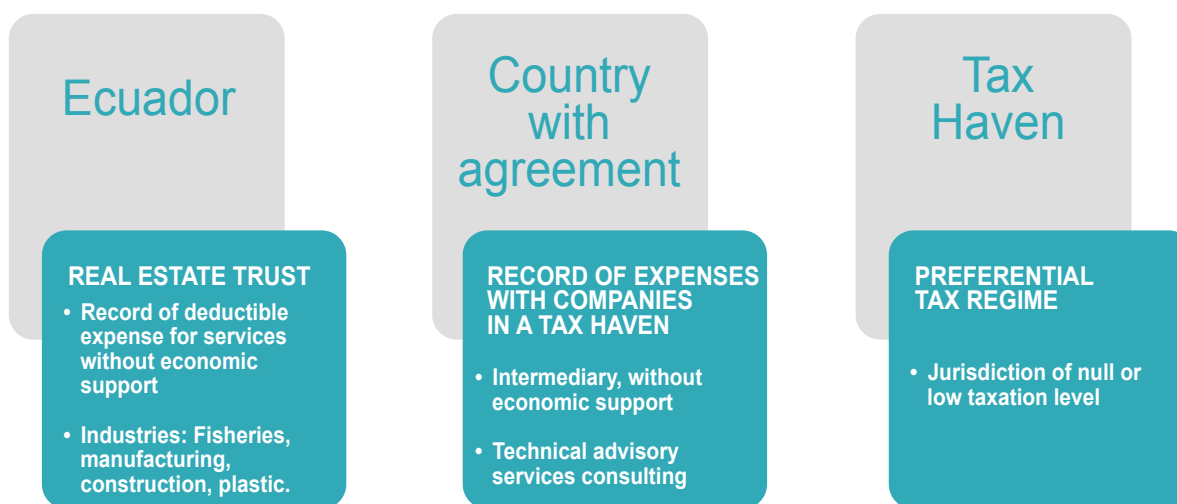 Ecuador
REAL ESTATE TRUST
• Record of deductible
expense for services
without economic
support
• Industries: Fisheries,
manufacturing,
construction, plastic.
Country
with
agreement
RECORD OF EXPENSES
WITH COMPANIES
IN A TAX HAVEN
• Intermediary, without
economic support
• Technical advisory
services consulting
Tax
Haven
PREFERENTIAL
TAX REGIME
• Jurisdiction of null or
low taxation level